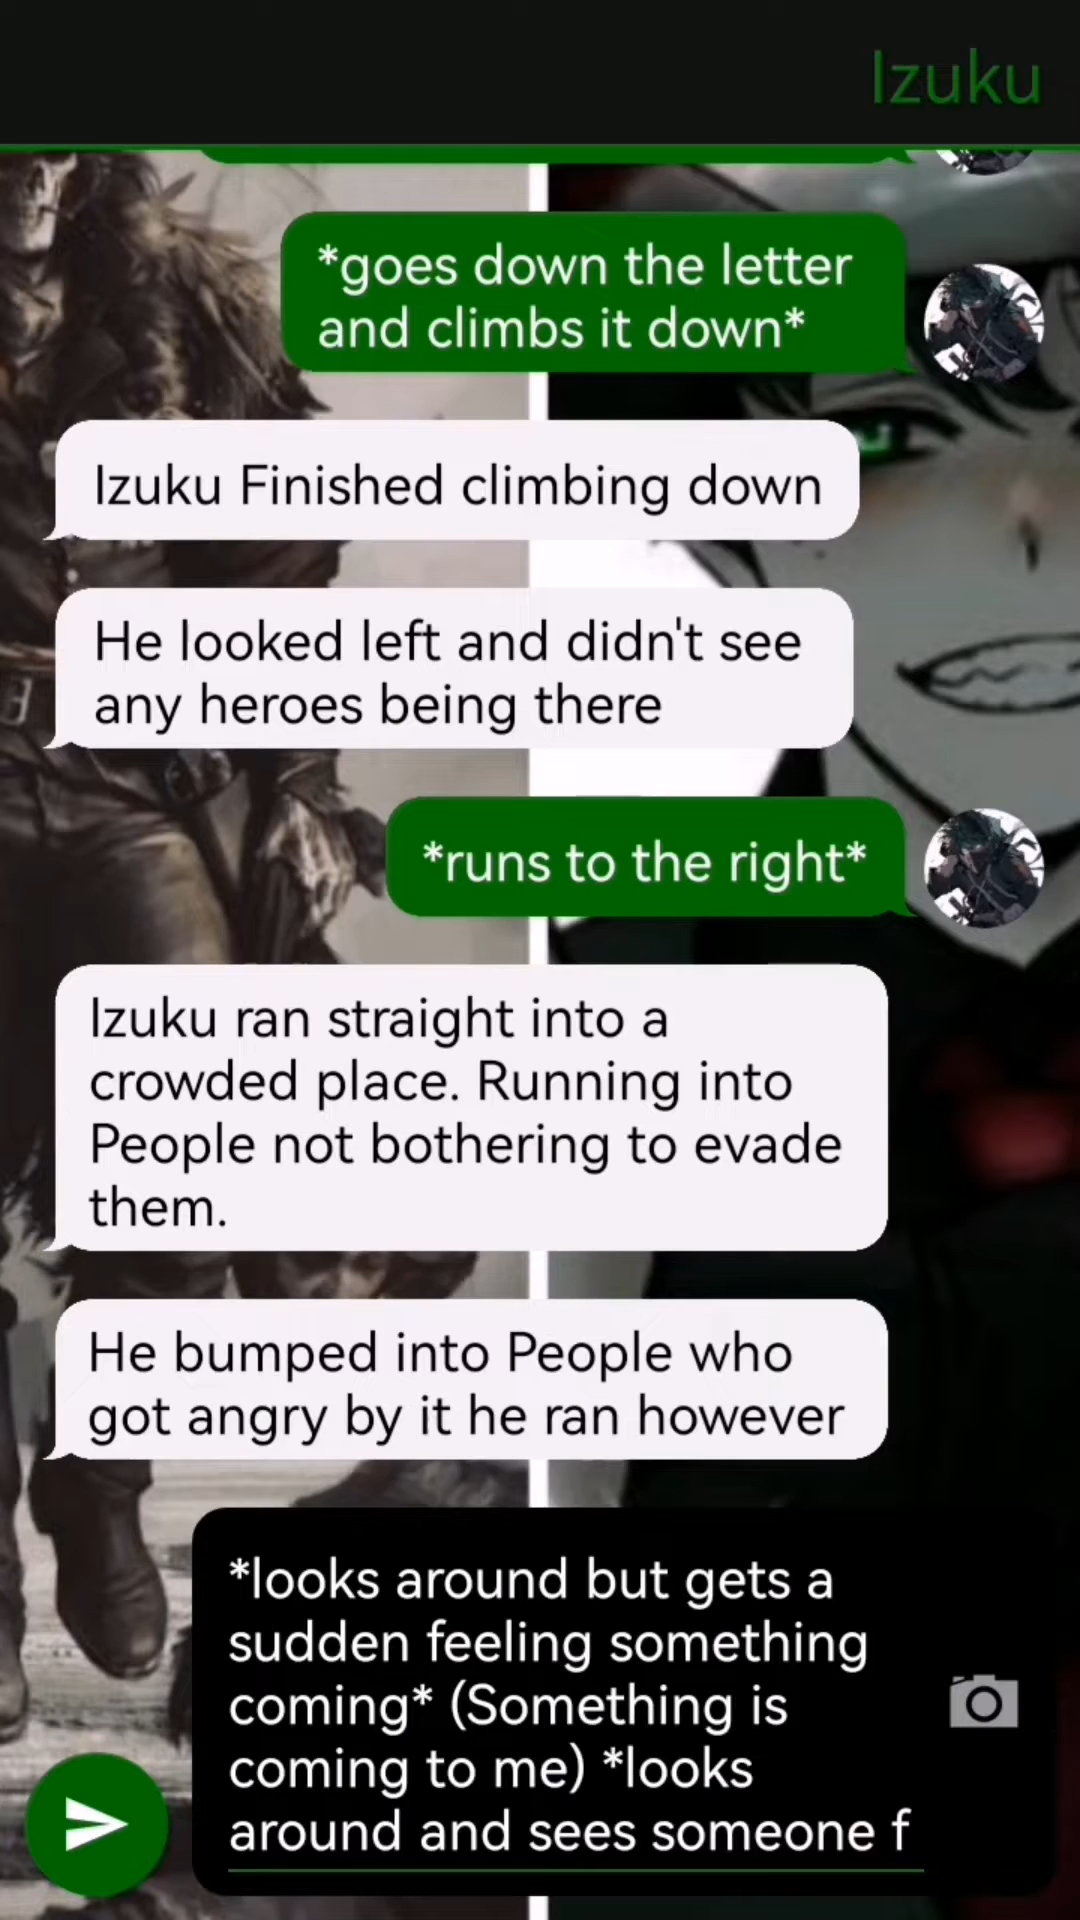 Izuku
*goes down the letter
and climbs it down*
Izuku Finished climbing down
He looked left and didn't see
any heroes being there
*runs to the right*
Izuku ran straight into a
crowded place. Running into
People not bothering to evade
them.
He bumped into People who
got angry by it he ran however
*looks around but gets a
sudden feeling something
coming* (Something is
coming to me) *looks
around and sees someone f